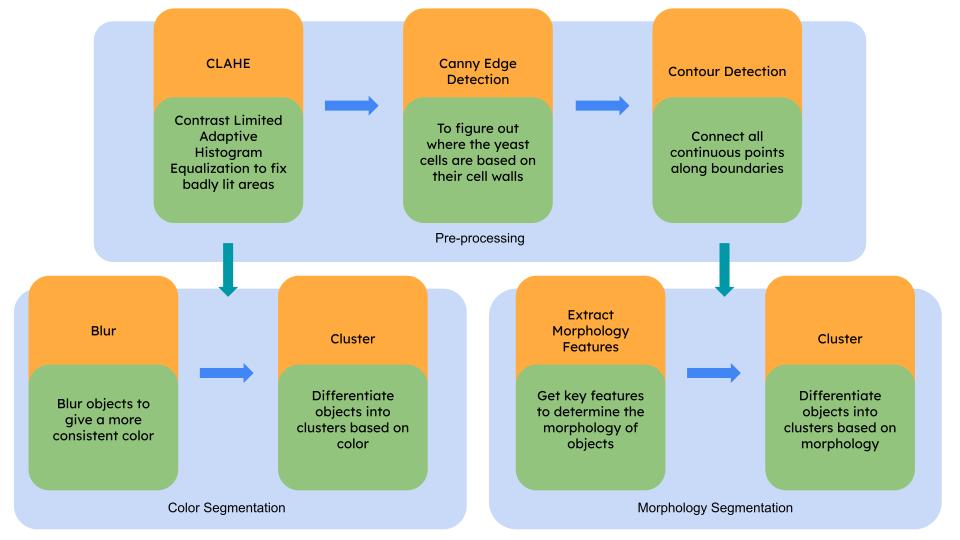 CLAHE
Contrast Limited
Adaptive
Histogram
Equalization to fix
badly lit areas
Canny Edge
Detection
To figure out
where the yeast
cells are based on
their cell walls
Contour Detection
Connect all
continuous points
along boundaries
Pre-processing
Blur
Blur objects to
give a more
consistent color
Cluster
Differentiate
objects into
clusters based on
color
Color Segmentation
Extract
Morphology
Features
Get key features
to determine the
morphology of
objects
Cluster
Differentiate
objects into
clusters based on
morphology
Morphology Segmentation